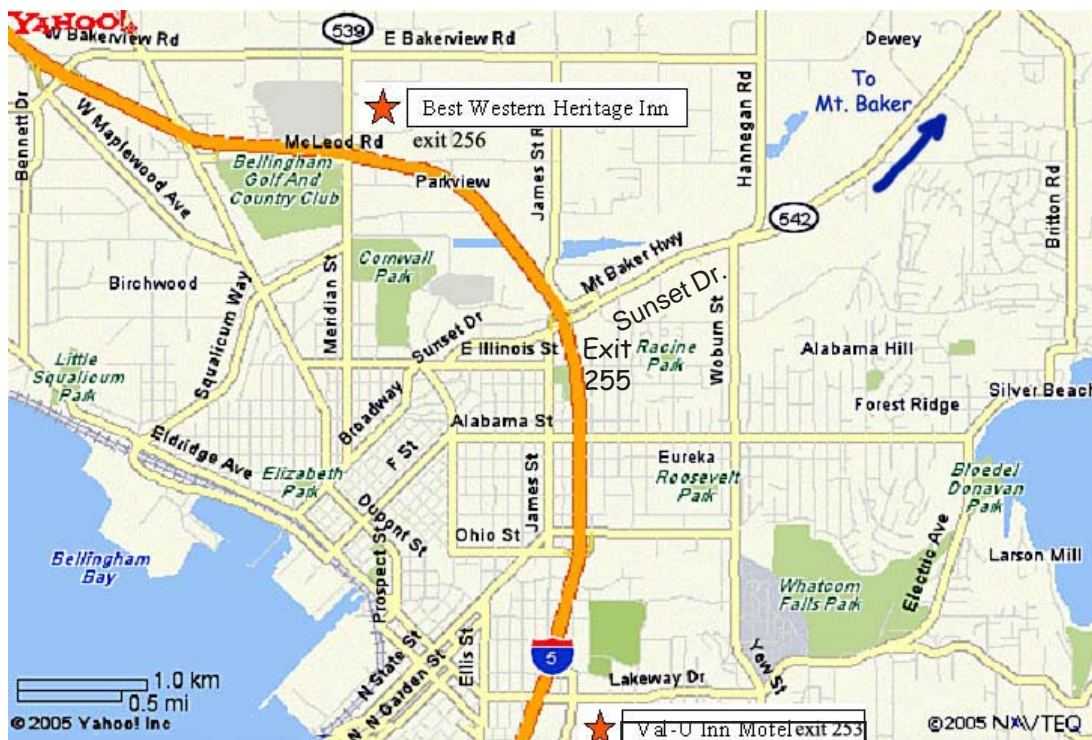 YAHOO!
W Bakerview Rd
539
E Bakerview Rd
Dewey
To
Mt. Baker
Best Western Heritage Inn
exit 256
McLeod Rd
Bennett Dr
W Maplewood Ave
Bellingham
Golf And
Country Club
Parkview
James St R
Hannegan Rd
Britton Rd
542
Mt Baker Hwy
Sunset Dr.
Cornwall
Park
Birchwood
Squalicum Way
Meridian St
Sunset Dr
E Illinois St
Exit
255
Racine
Park
Woburn St
Alabama Hill
Little
Squalicum
Park
Silver Beach
Forest Ridge
Broadway
Alabama St
Eldridge Ave
F St
Elizabeth
Park
Eureka
Roosevelt
Park
Bloedel
Donavan
Park
Dupont St
James St
Ohio St
Bellingham
Bay
Prospect St
Electric Ave
Larson Mill
Whatcom
Falls Park
N State St
N Garden St
Ellis St
5
Yew St
Lakeway Dr
1.0 km
0.5 mi
©2005 Yahoo! Inc
Val-U Inn Motel exit 253
©2005 NAVTEQ